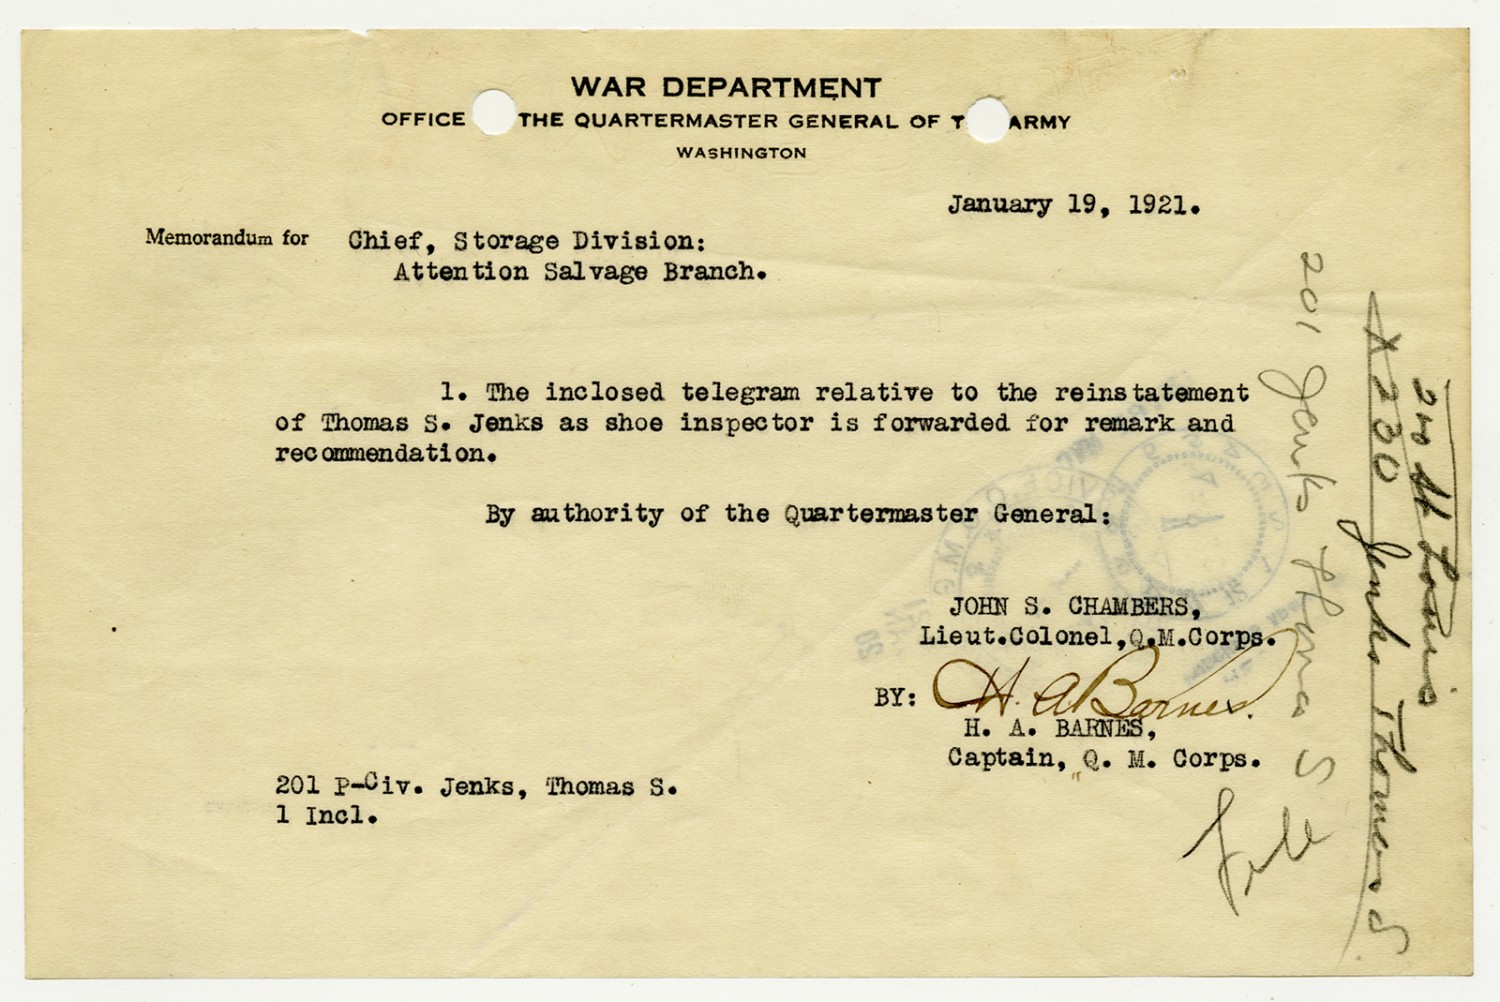 WAR DEPARTMENT
OFFICE THE QUARTERMASTER GENERAL OF T ARMY
WASHINGTON
January 19, 1921.
Memorandum for Chief, Storage Division:
Attention Salvage Branch.
1. The inclosed telegram relative to the reinstatement
of Thomas S. Jenks as shoe inspector is forwarded for remark and
recommendation.
By authority of the Quartermaster General:
JOHN S. CHAMBERS,
Lieut.Colonel,Q.M.Corps.
BY: H. A Barnes.
H. A. BARNES,
Captain, Q. M. Corps.
201 P-Civ. Jenks, Thomas S.
1 Incl.
201 Jenks Thomas S
File
X 230 Jenks Thomas S.
St Louis